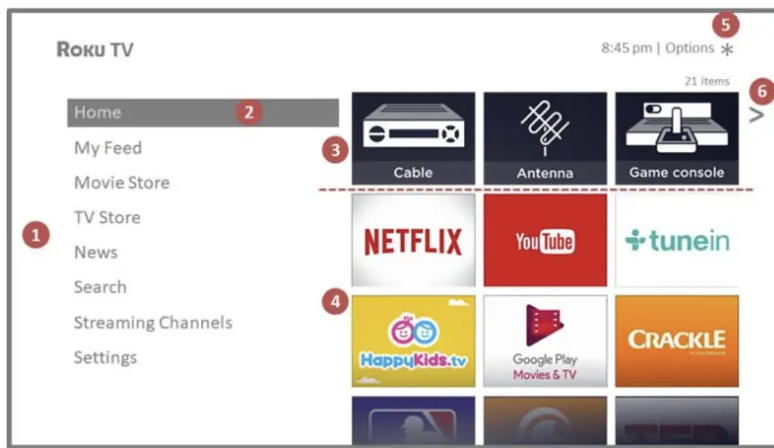 5
ROKU TV
8:45 pm | Options *
21 Items
6
>
Home
2
My Feed
Movie Store
1
TV Store
News
Search
Streaming Channels
Settings
3
Cable
Antenna
Game console
NETFLIX
YouTube
tunein
4
HappyKids.tv
Google Play
Movies & TV
CRACKLE